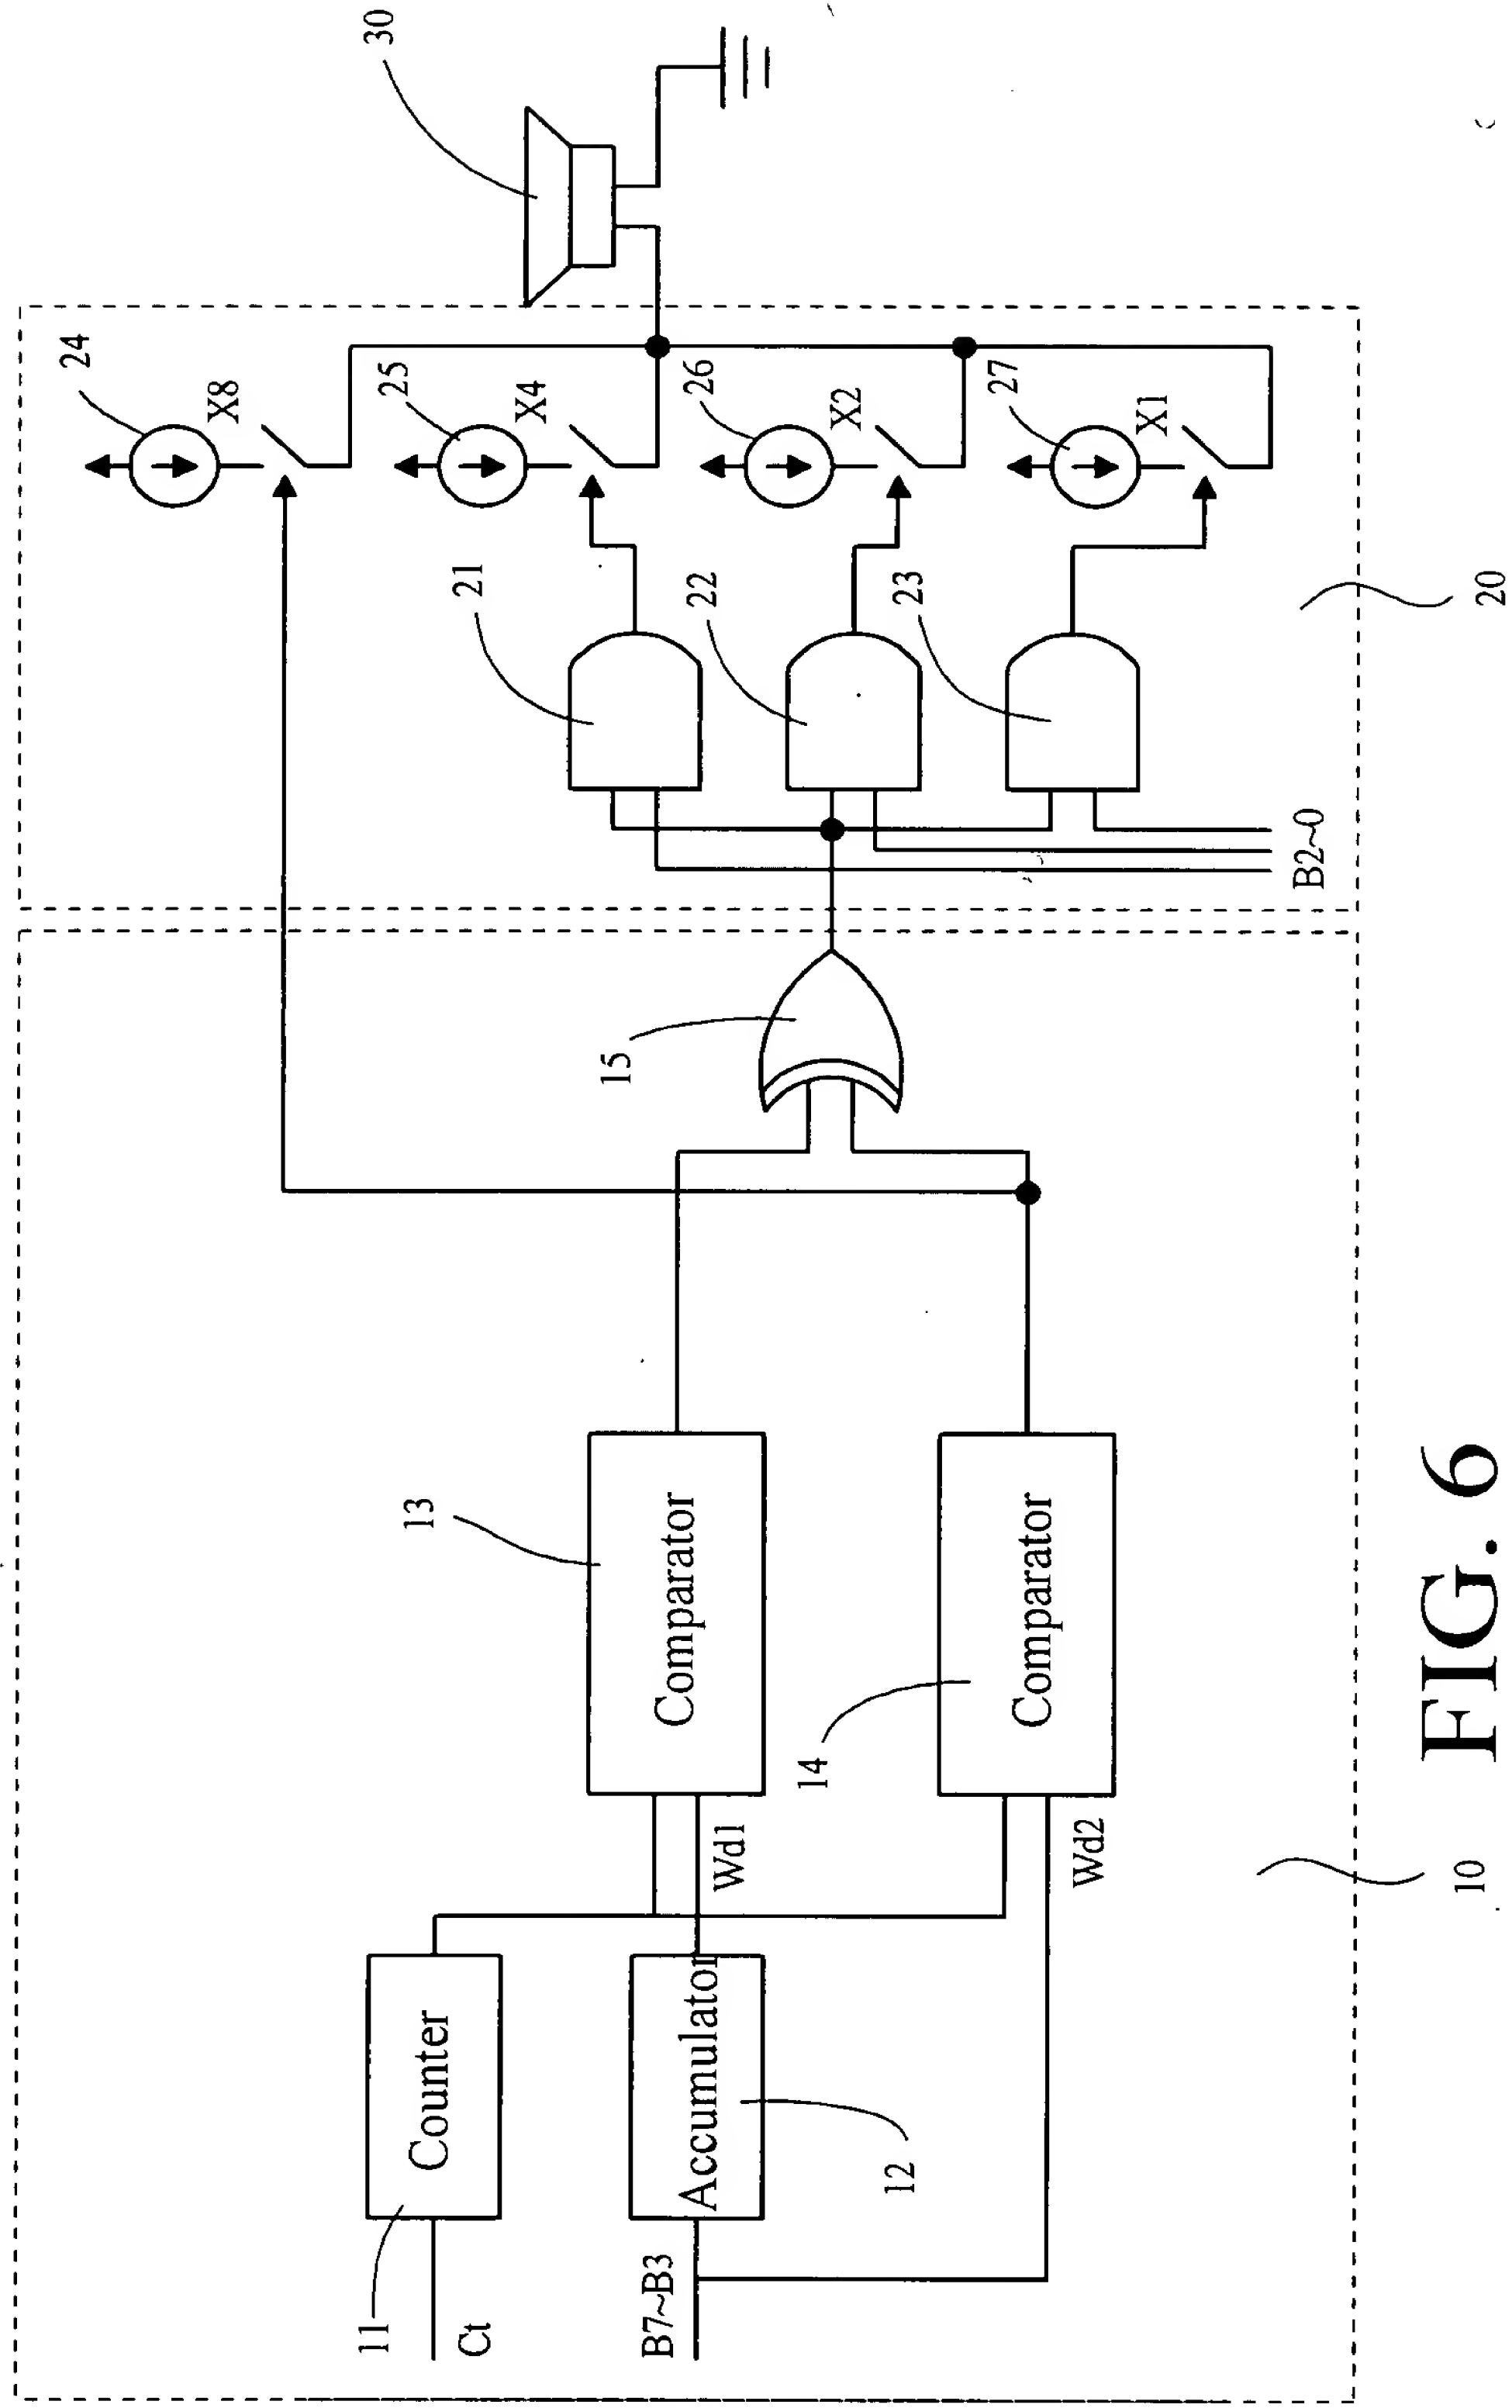 30
24
X8
25
X4
26
X2
27
X1
21
22
23
B2~0
20
15
13
Comparator
14
Comparator
Wd1
Wd2
Counter
11
Ct
Accumulator
12
B7~B3
10
FIG. 6